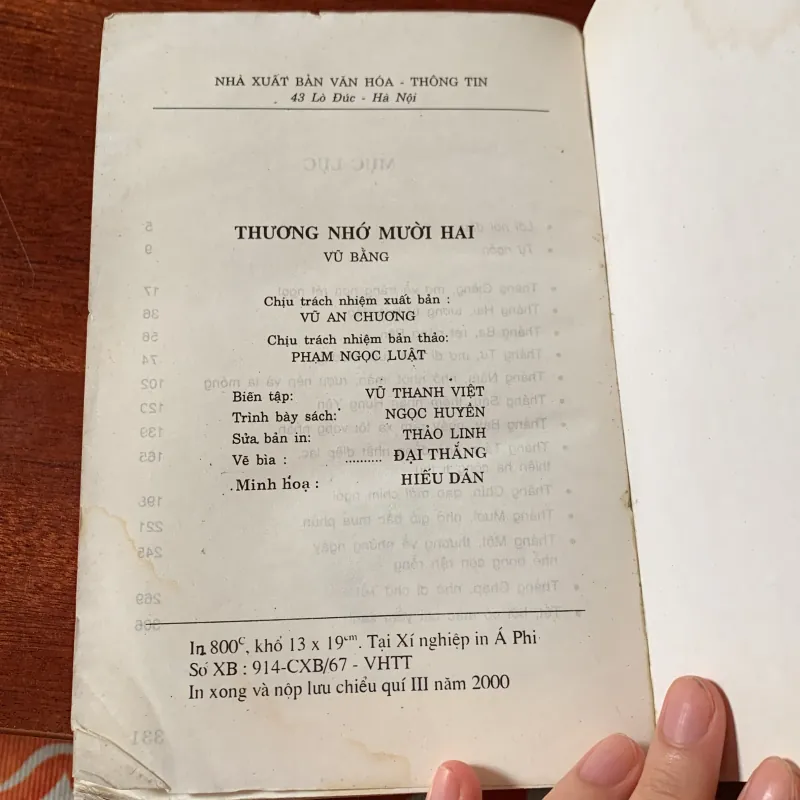 NHÀ XUẤT BẢN VĂN HÓA - THÔNG TIN
43 Lò Đúc - Hà Nội
THƯƠNG NHỚ MƯỜI HAI
VŨ BẰNG
Chịu trách nhiệm xuất bản :
VŨ AN CHƯƠNG
Chịu trách nhiệm bản thảo:
PHẠM NGỌC LUẬT
Biên tập: VŨ THANH VIỆT
Trình bày sách: NGỌC HUYỀN
Sửa bản in: THẢO LINH
Vẽ bìa : .......... ĐẠI THẮNG
Minh hoạ : HIẾU DÂN
In 800ᶜ, khổ 13 x 19ᶜᵐ. Tại Xí nghiệp in Á Phi
Số XB : 914-CXB/67 - VHTT
In xong và nộp lưu chiểu quí III năm 2000